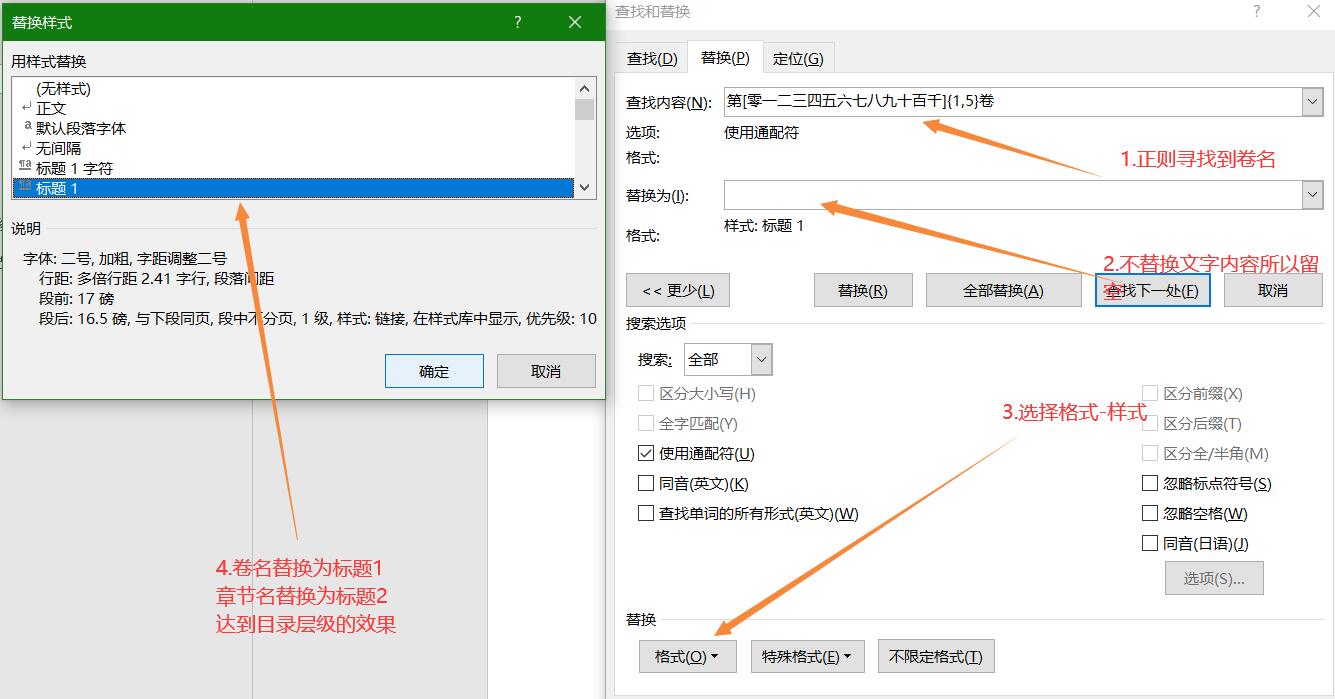 替换样式
?
用样式替换
(无样式)
正文
a 默认段落字体
无间隔
¶a 标题 1 字符
¶a 标题 1
说明
字体: 二号, 加粗, 字距调整二号
行距: 多倍行距 2.41 字行, 段落间距
段前: 17 磅
段后: 16.5 磅, 与下段同页, 段中不分页, 1 级, 样式: 链接, 在样式库中显示, 优先级: 10
确定
取消
4.卷名替换为标题1
章节名替换为标题2
达到目录层级的效果
查找和替换
?
查找(D)
替换(P)
定位(G)
查找内容(N):
第[零一二三四五六七八九十百千]{1,5}卷
选项:
使用通配符
格式:
1.正则寻找到卷名
替换为(I):
格式:
样式: 标题 1
2.不替换文字内容所以留
空
<< 更少(L)
替换(R)
全部替换(A)
查找下一处(F)
取消
搜索选项
搜索:
全部
区分大小写(H)
区分前缀(X)
3.选择格式-样式
全字匹配(Y)
区分后缀(T)
使用通配符(U)
区分全/半角(M)
同音(英文)(K)
忽略标点符号(S)
查找单词的所有形式(英文)(W)
忽略空格(W)
同音(日语)(J)
选项(S)...
替换
格式(O)
特殊格式(E)
不限定格式(T)